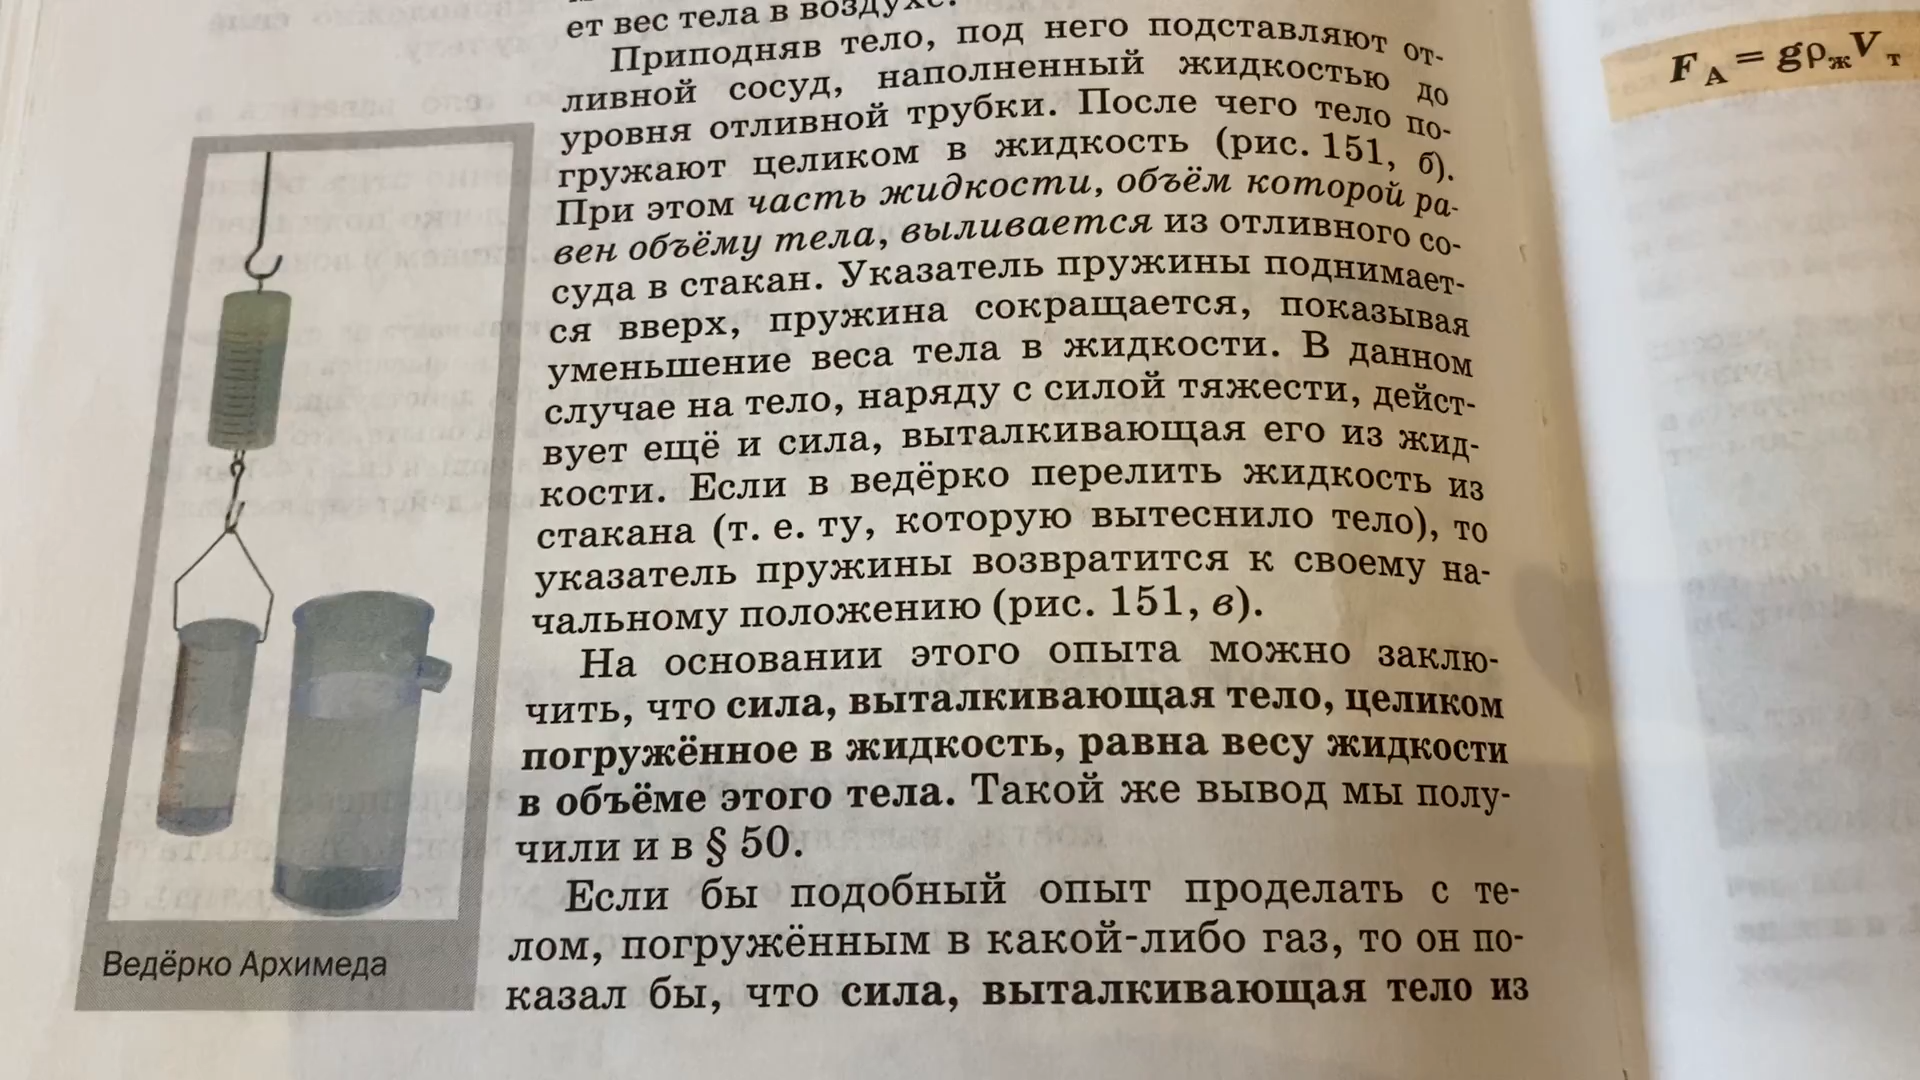 ет вес тела в воздухе.
Приподняв тело, под него подставляют от-
ливной сосуд, наполненный жидкостью до
уровня отливной трубки. После чего тело по-
гружают целиком в жидкость (рис. 151, б).
При этом часть жидкости, объём которой ра-
вен объёму тела, выливается из отливного со-
суда в стакан. Указатель пружины поднимает-
ся вверх, пружина сокращается, показывая
уменьшение веса тела в жидкости. В данном
случае на тело, наряду с силой тяжести, дейст-
вует ещё и сила, выталкивающая его из жид-
кости. Если в ведёрко перелить жидкость из
стакана (т. е. ту, которую вытеснило тело), то
указатель пружины возвратится к своему на-
чальному положению (рис. 151, в).
На основании этого опыта можно заклю-
чить, что сила, выталкивающая тело, целиком
погружённое в жидкость, равна весу жидкости
в объёме этого тела. Такой же вывод мы полу-
чили и в § 50.
Если бы подобный опыт проделать с те-
лом, погружённым в какой-либо газ, то он по-
казал бы, что сила, выталкивающая тело из
Ведёрко Архимеда
F_A = gρ_жV_т